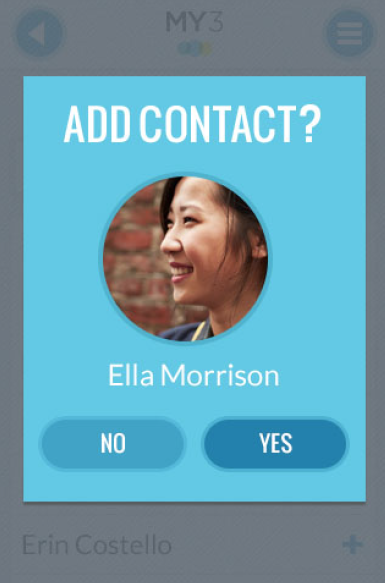 MY3
ADD CONTACT?
Ella Morrison
NO
YES
Erin Costello